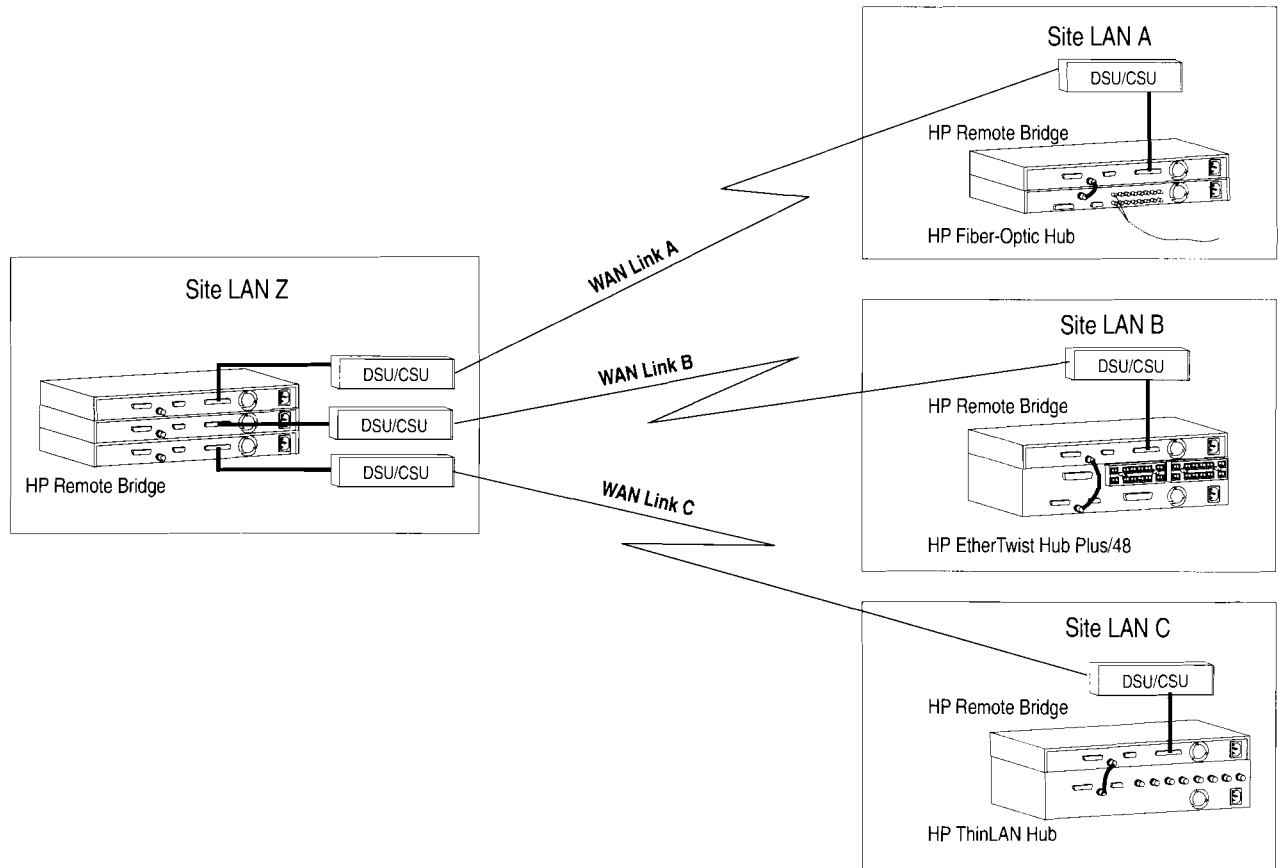 Site LAN Z
DSU/CSU
DSU/CSU
DSU/CSU
HP Remote Bridge
WAN Link A
WAN Link B
WAN Link C
Site LAN A
DSU/CSU
HP Remote Bridge
HP Fiber-Optic Hub
Site LAN B
DSU/CSU
HP Remote Bridge
HP EtherTwist Hub Plus/48
Site LAN C
DSU/CSU
HP Remote Bridge
HP ThinLAN Hub